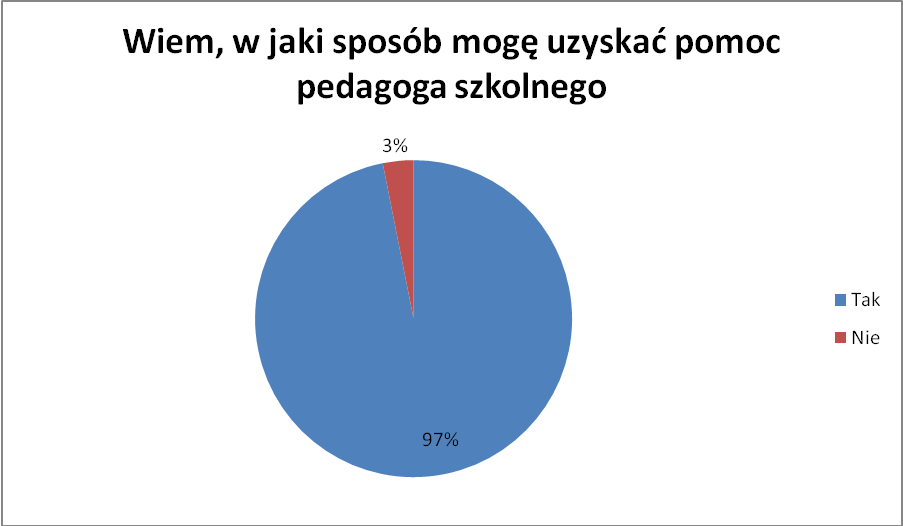 Wiem, w jaki sposób mogę uzyskać pomoc
pedagoga szkolnego
3%
97%
Tak
Nie